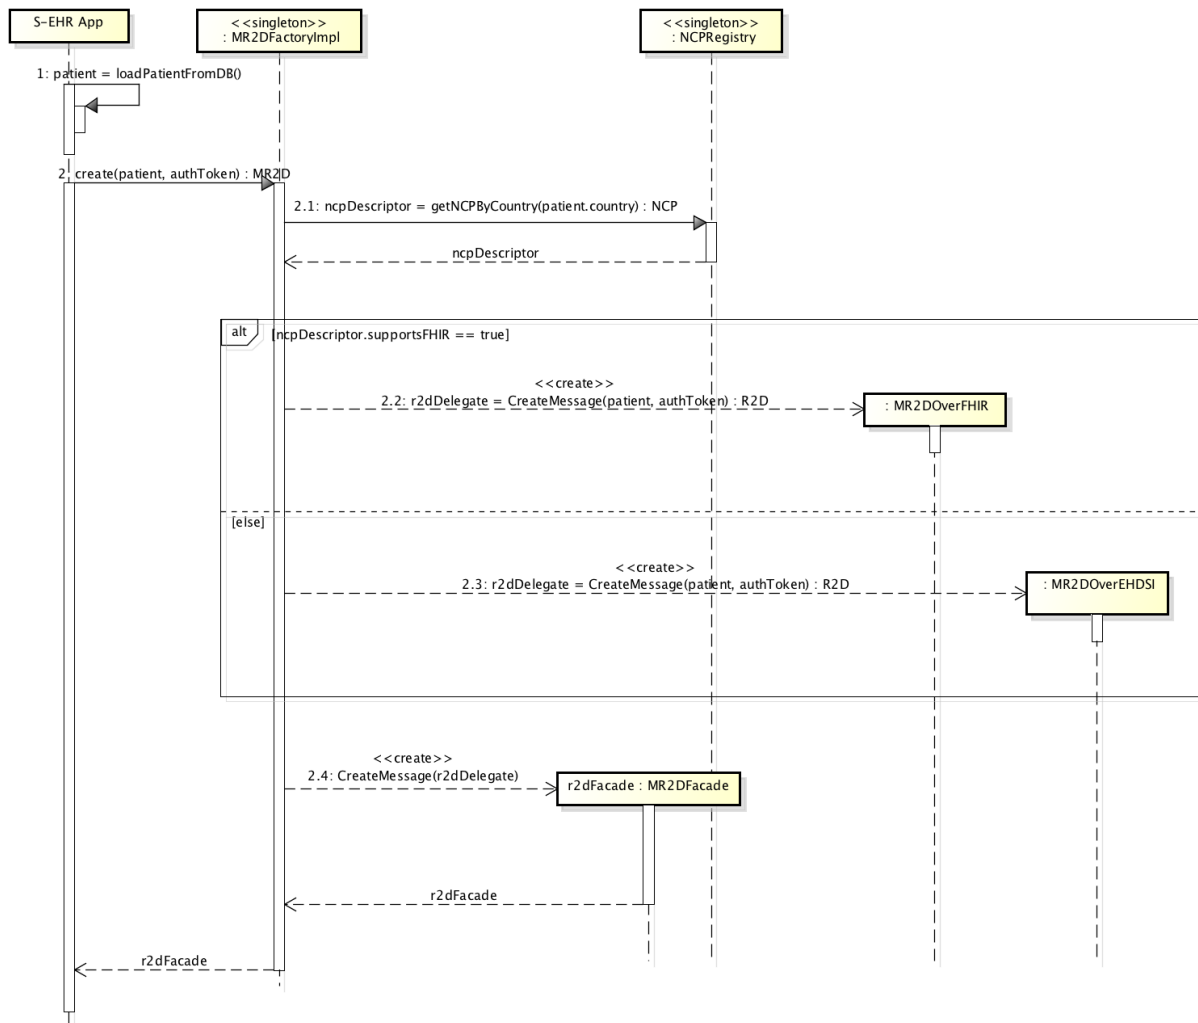 S-EHR App
<<singleton>>
: MR2DFactoryImpl
<<singleton>>
: NCPRegistry
1: patient = loadPatientFromDB()
2: create(patient, authToken) : MR2D
2.1: ncpDescriptor = getNCPByCountry(patient.country) : NCP
ncpDescriptor
alt
[ncpDescriptor.supportsFHIR == true]
<<create>>
2.2: r2dDelegate = CreateMessage(patient, authToken) : R2D
: MR2DOverFHIR
[else]
<<create>>
2.3: r2dDelegate = CreateMessage(patient, authToken) : R2D
: MR2DOverEHDSI
<<create>>
2.4: CreateMessage(r2dDelegate)
r2dFacade : MR2DFacade
r2dFacade
r2dFacade